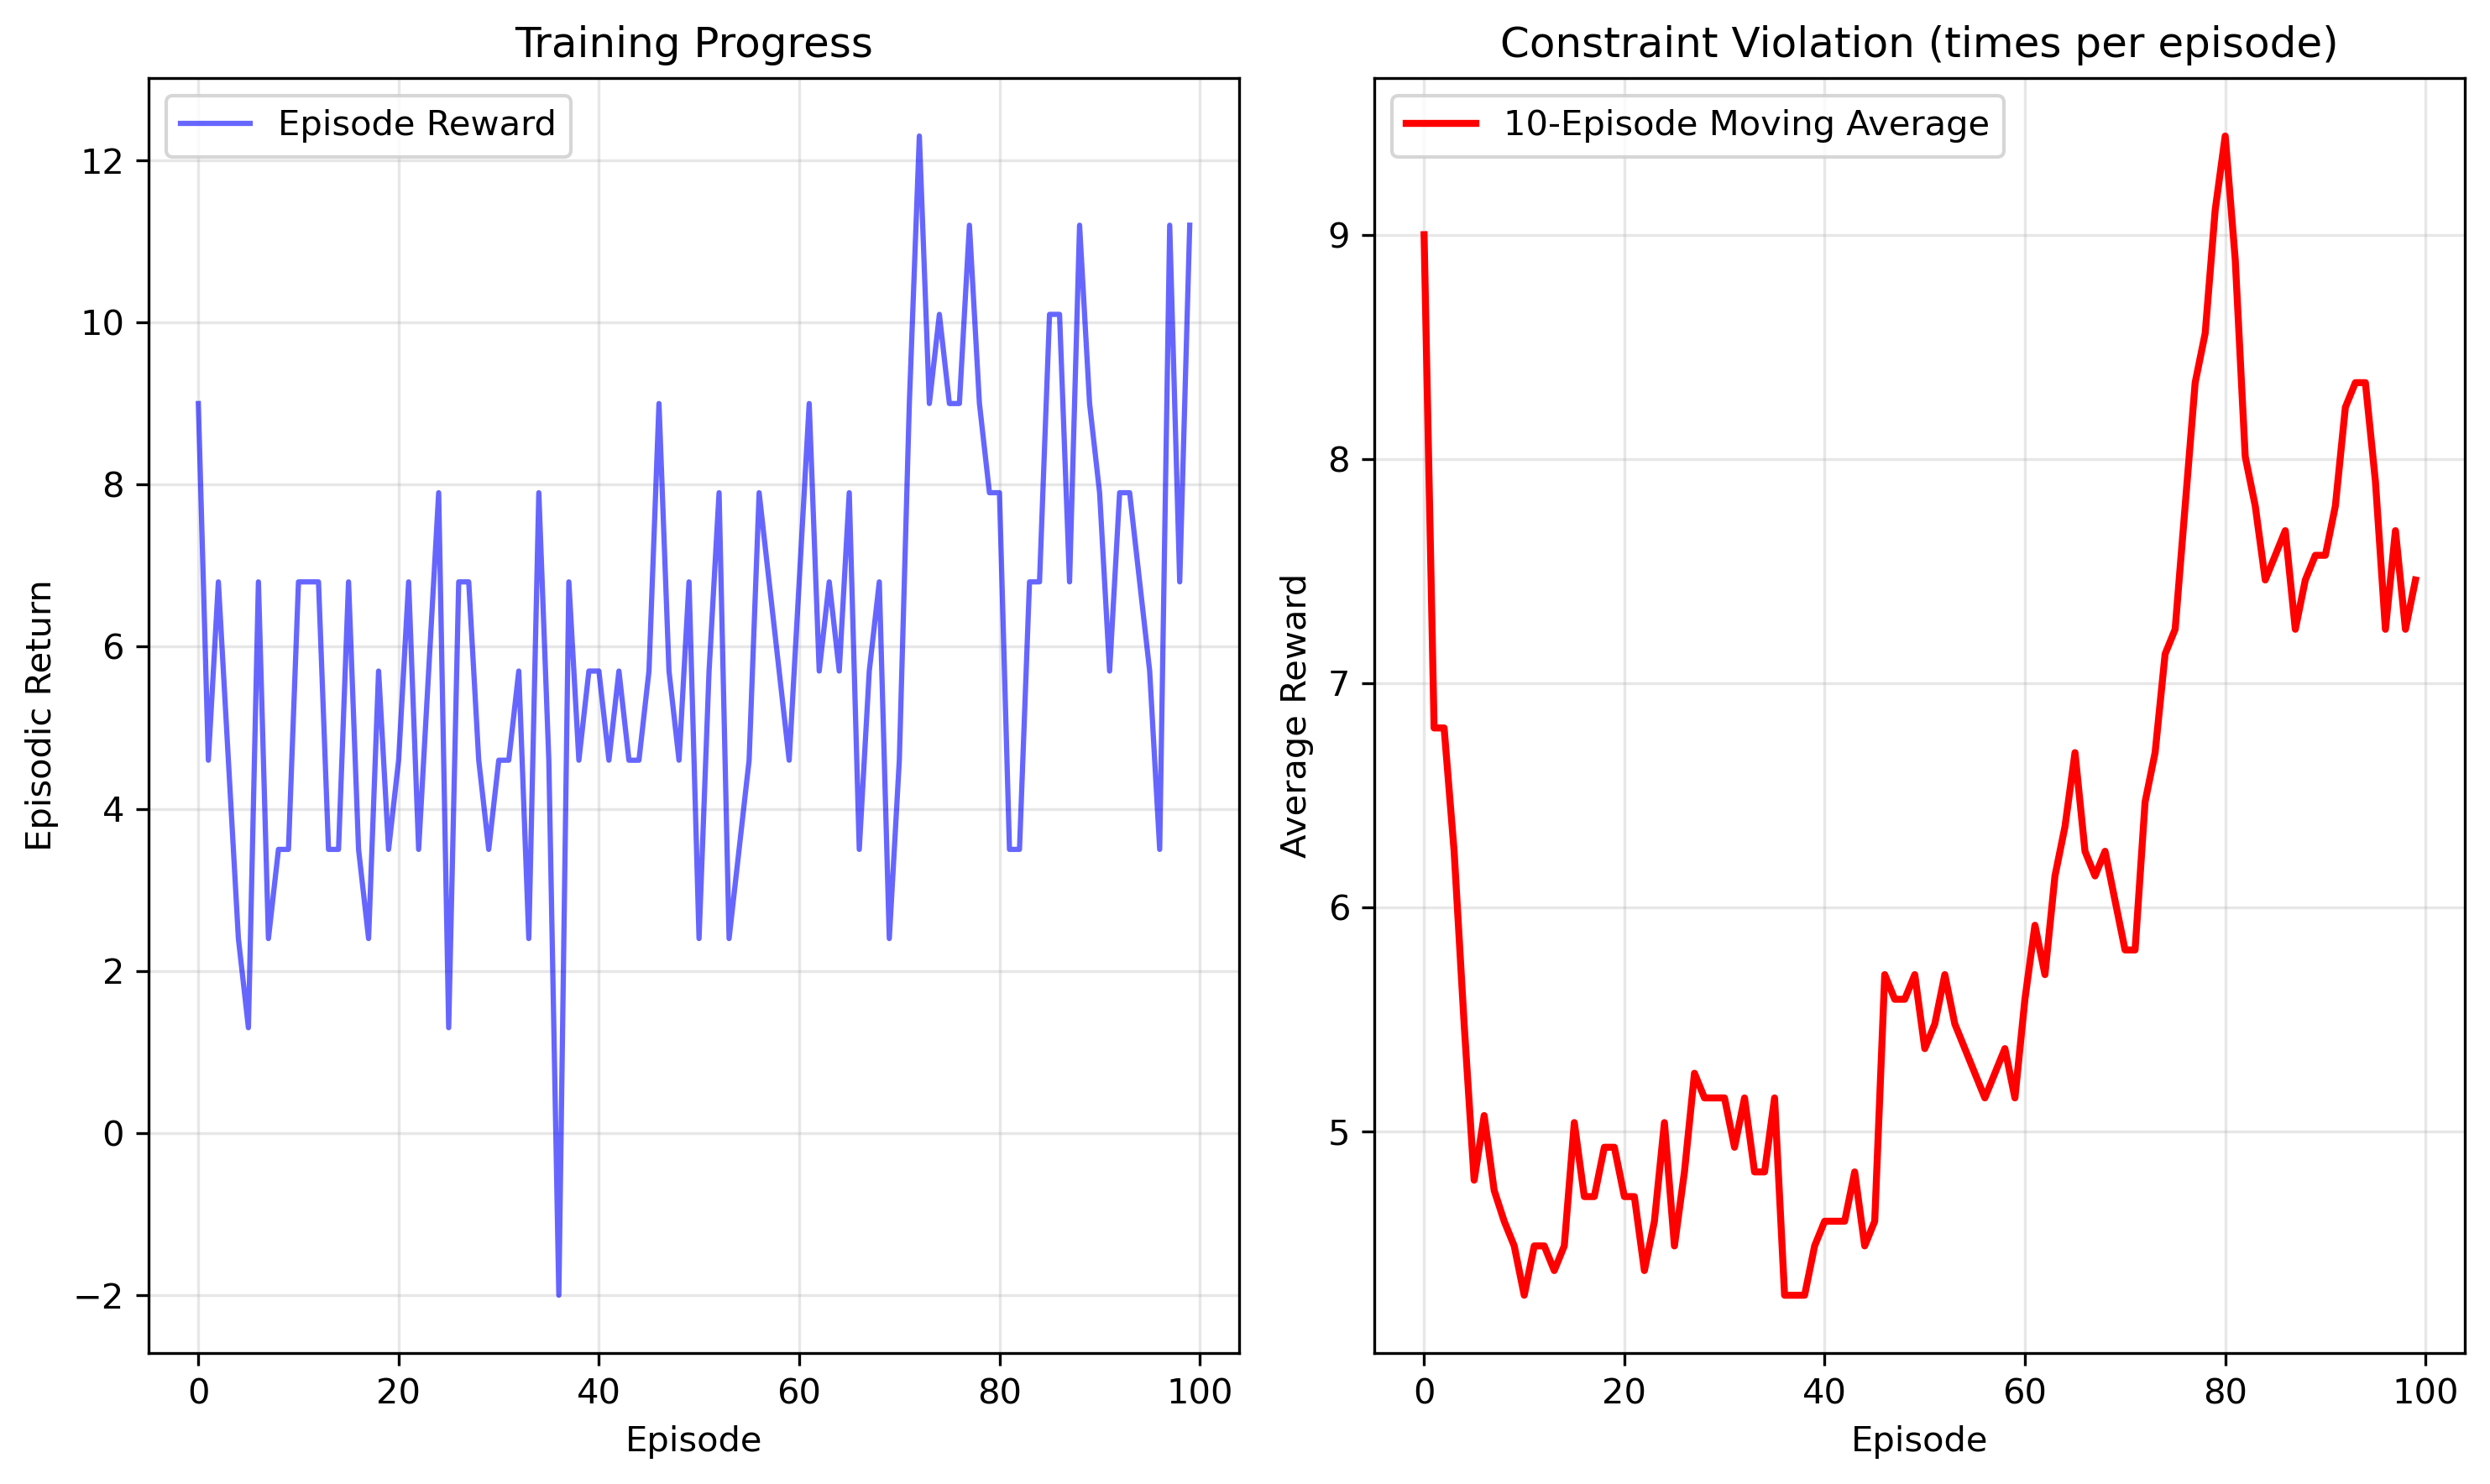 Training Progress
Episode Reward
12
10
8
6
4
2
0
−2
Episodic Return
0 20 40 60 80 100
Episode
Constraint Violation (times per episode)
10-Episode Moving Average
9
8
7
6
5
Average Reward
0 20 40 60 80 100
Episode